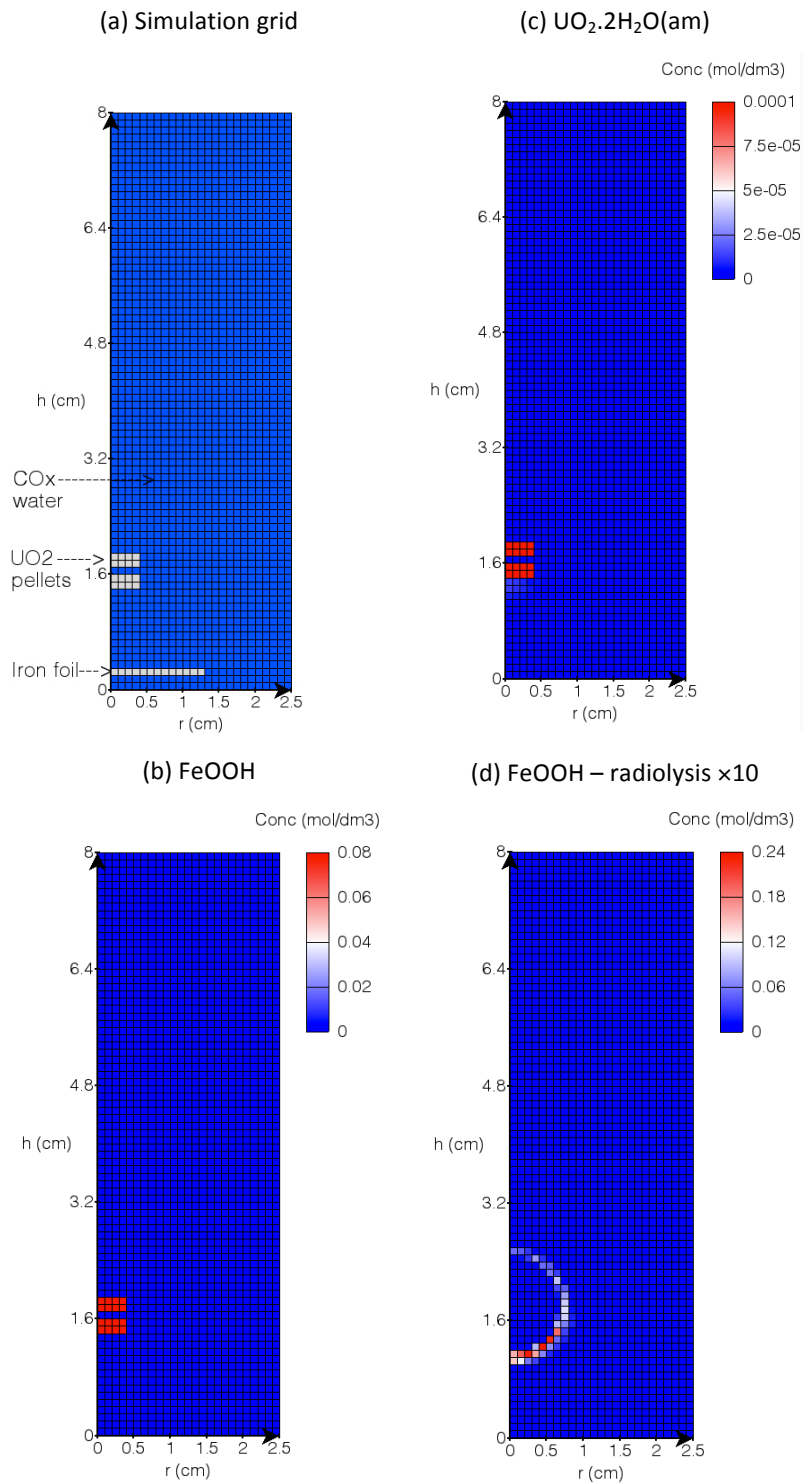 (a) Simulation grid
8
6.4
4.8
h (cm)
3.2
COx
water
UO2
pellets
1.6
Iron foil
0
0 0.5 1 1.5 2 2.5
r (cm)
(c) UO₂.2H₂O(am)
Conc (mol/dm3)
0.0001
7.5e-05
5e-05
2.5e-05
0
8
6.4
4.8
h (cm)
3.2
1.6
0
0 0.5 1 1.5 2 2.5
r (cm)
(b) FeOOH
Conc (mol/dm3)
0.08
0.06
0.04
0.02
0
8
6.4
4.8
h (cm)
3.2
1.6
0
0 0.5 1 1.5 2 2.5
r (cm)
(d) FeOOH – radiolysis ×10
Conc (mol/dm3)
0.24
0.18
0.12
0.06
0
8
6.4
4.8
h (cm)
3.2
1.6
0
0 0.5 1 1.5 2 2.5
r (cm)